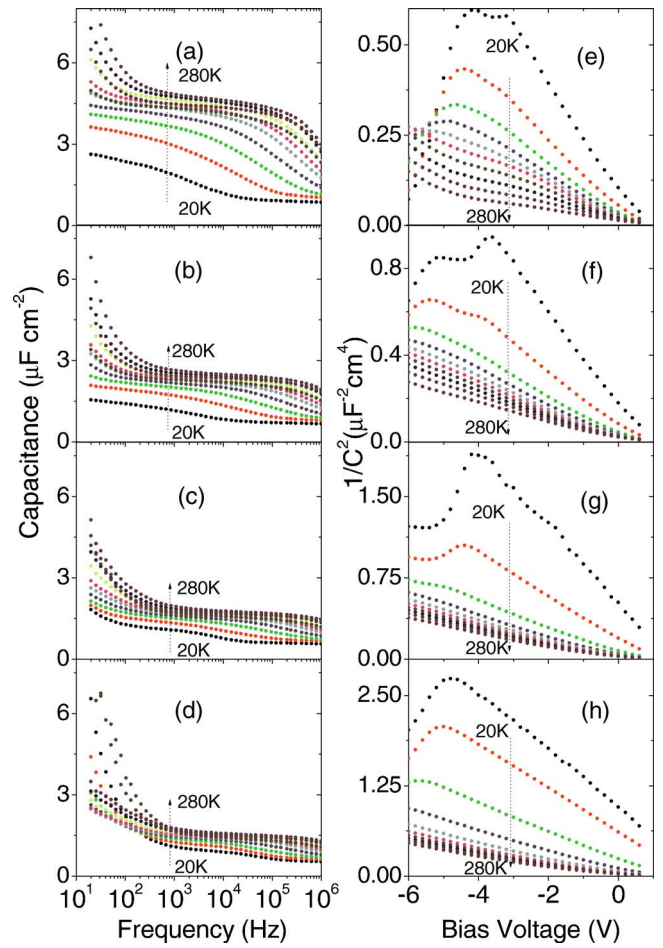 6
3
0
(a)
280K
20K
6
3
0
(b)
280K
20K
6
3
0
(c)
280K
20K
6
3
0
(d)
280K
20K
10¹ 10² 10³ 10⁴ 10⁵ 10⁶
Frequency (Hz)
Capacitance (μF cm⁻²)
0.60
0.25
0.00
(e)
20K
280K
0.8
0.4
0.0
(f)
20K
280K
1.50
0.75
0.00
(g)
20K
280K
2.50
1.25
0.00
(h)
20K
280K
-6 -4 -2 0
Bias Voltage (V)
1/C²(μF⁻²cm⁴)